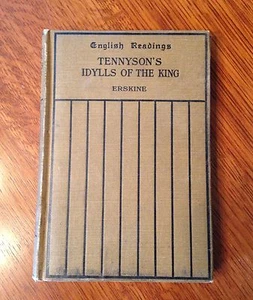 English Readings
TENNYSON'S
IDYLLS OF THE KING
ERSKINE